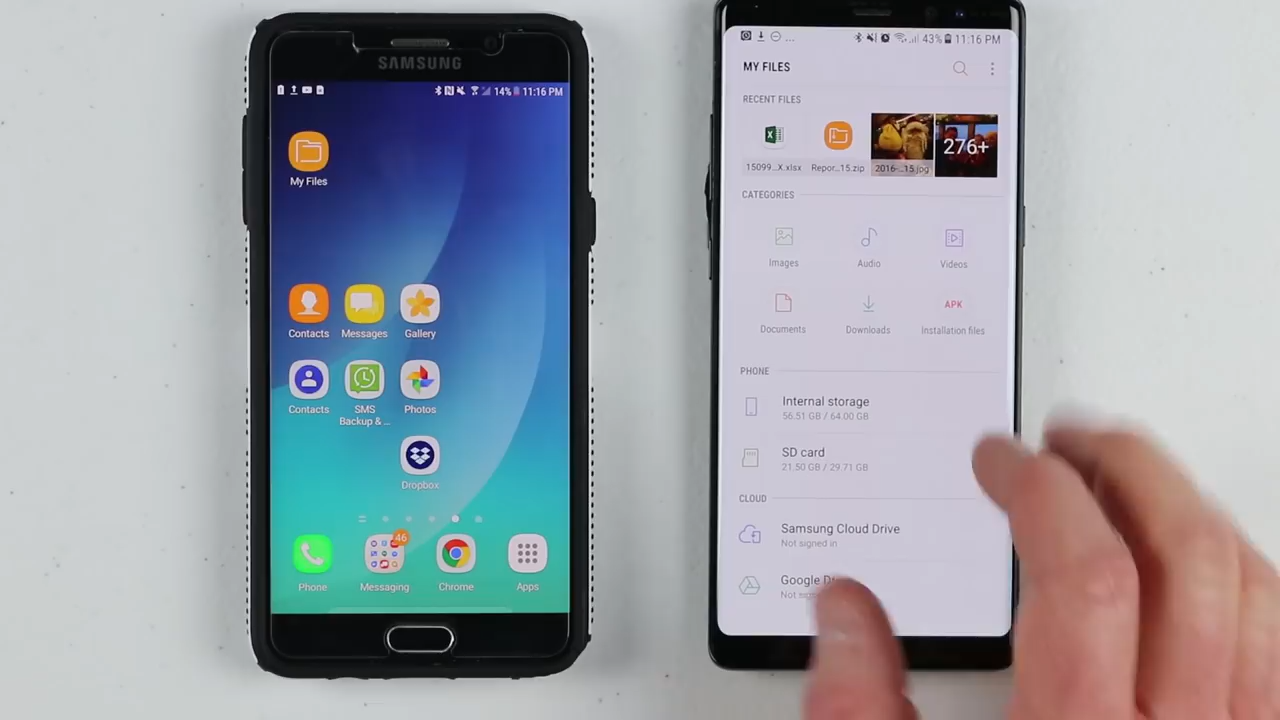 SAMSUNG
14% 11:16 PM
My Files
Contacts Messages Gallery
Contacts SMS Backup & ... Photos
Dropbox
46
Phone Messaging Chrome Apps
... 43% 11:16 PM
MY FILES
RECENT FILES
276+
15099...X.xlsx Repor...15.zip 2016-...15.jpg
CATEGORIES
Images Audio Videos
APK
Documents Downloads Installation files
PHONE
Internal storage
56.51 GB / 64.00 GB
SD card
21.50 GB / 29.71 GB
CLOUD
Samsung Cloud Drive
Not signed in
Google
Not